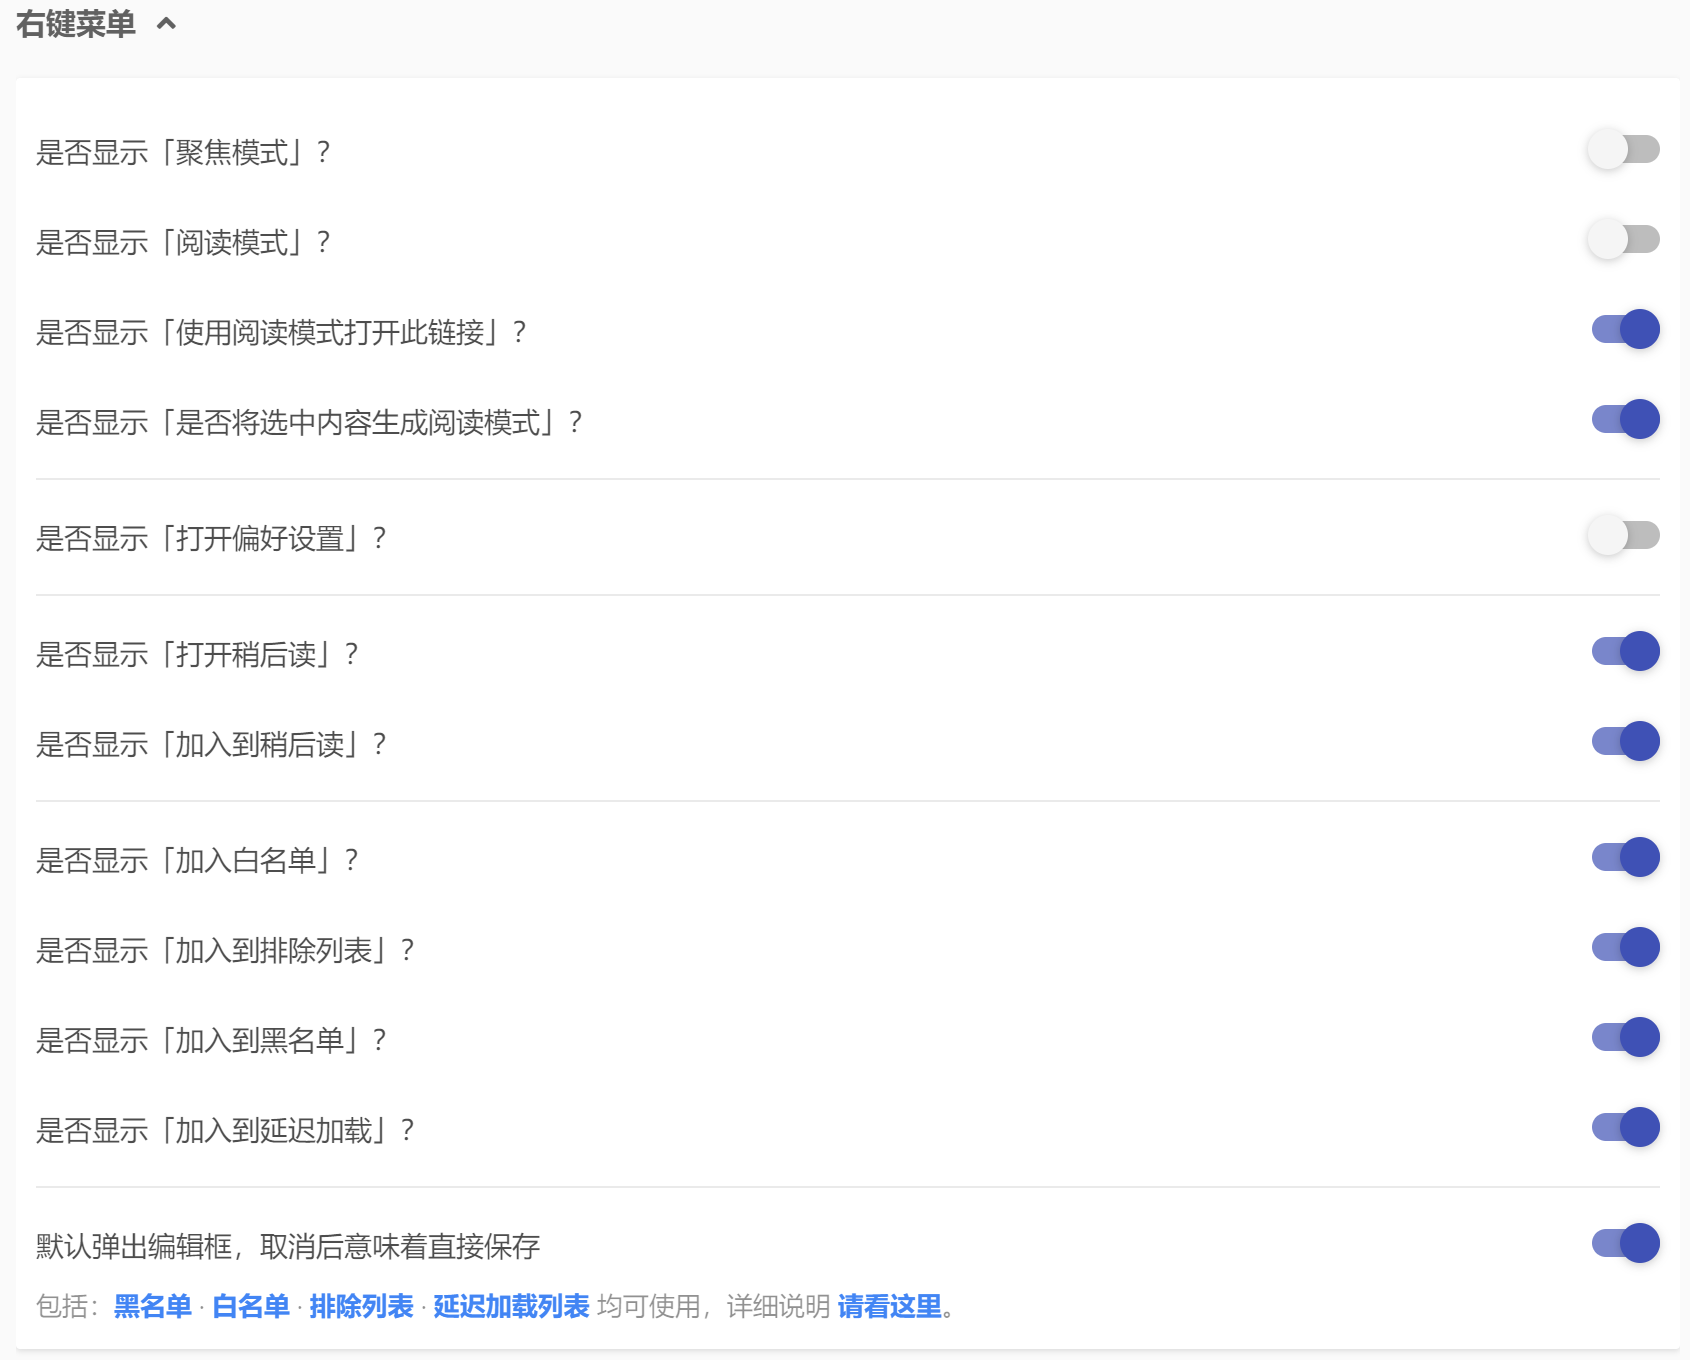 右键菜单
是否显示「聚焦模式」？
是否显示「阅读模式」？
是否显示「使用阅读模式打开此链接」？
是否显示「是否将选中内容生成阅读模式」？
是否显示「打开偏好设置」？
是否显示「打开稍后读」？
是否显示「加入到稍后读」？
是否显示「加入白名单」？
是否显示「加入到排除列表」？
是否显示「加入到黑名单」？
是否显示「加入到延迟加载」？
默认弹出编辑框，取消后意味着直接保存
包括：黑名单 · 白名单 · 排除列表 · 延迟加载列表 均可使用，详细说明 请看这里。